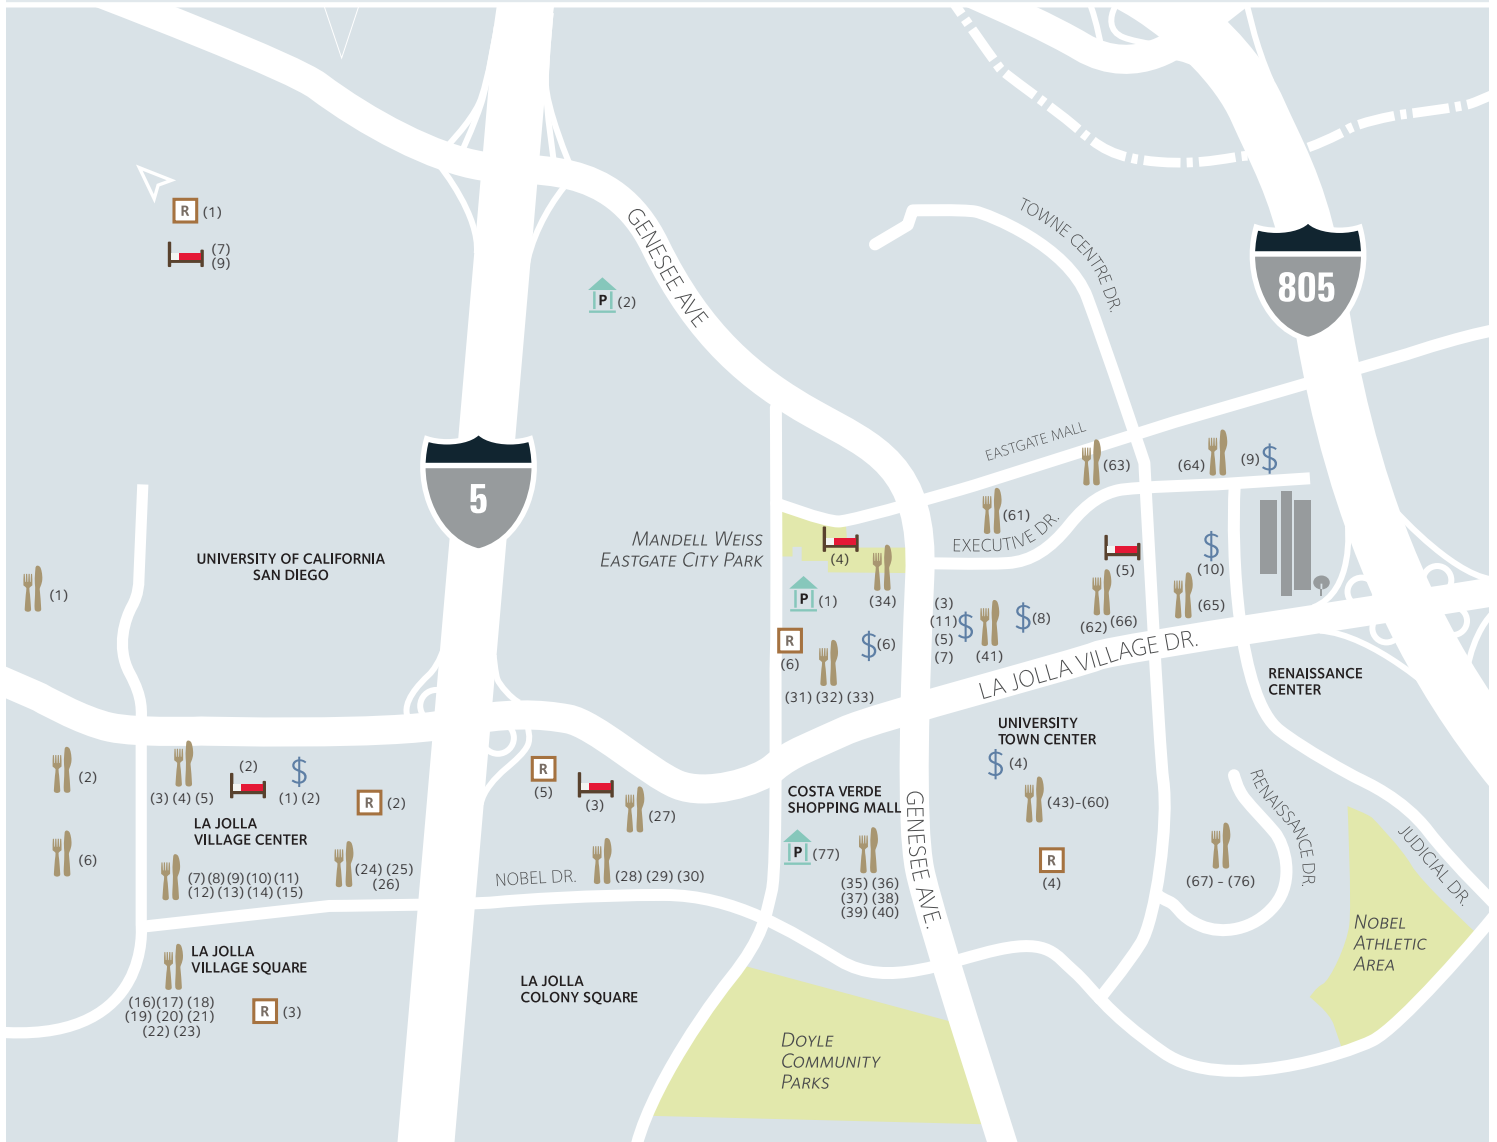 R (1)
(7)
(9)
GENESEE AVE
P (2)
TOWNE CENTRE DR.
805
5
EASTGATE MALL
(63)
(64)
(9) $
(61)
EXECUTIVE DR.
MANDELL WEISS
EASTGATE CITY PARK
(4)
(34)
P (1)
(5)
$
(10)
(62) (66)
(65)
UNIVERSITY OF CALIFORNIA
SAN DIEGO
(1)
R
(6)
$ (6)
(31) (32) (33)
(3)
(11)
(5)
(7)
$
(41)
$ (8)
LA JOLLA VILLAGE DR.
RENAISSANCE
CENTER
UNIVERSITY
TOWN CENTER
$ (4)
(43)-(60)
R
(4)
(2)
(3) (4) (5)
(2)
$
(1) (2)
R (2)
LA JOLLA
VILLAGE CENTER
(6)
(7) (8) (9) (10) (11)
(12) (13) (14) (15)
(24) (25)
(26)
R
(5)
(3)
(27)
NOBEL DR.
(28) (29) (30)
COSTA VERDE
SHOPPING MALL
P (77)
(35) (36)
(37) (38)
(39) (40)
GENESEE AVE.
(67) - (76)
RENAISSANCE DR.
JUDICIAL DR.
NOBEL
ATHLETIC
AREA
LA JOLLA
VILLAGE SQUARE
(16)(17) (18)
(19) (20) (21)
(22) (23)
R (3)
LA JOLLA
COLONY SQUARE
DOYLE
COMMUNITY
PARKS